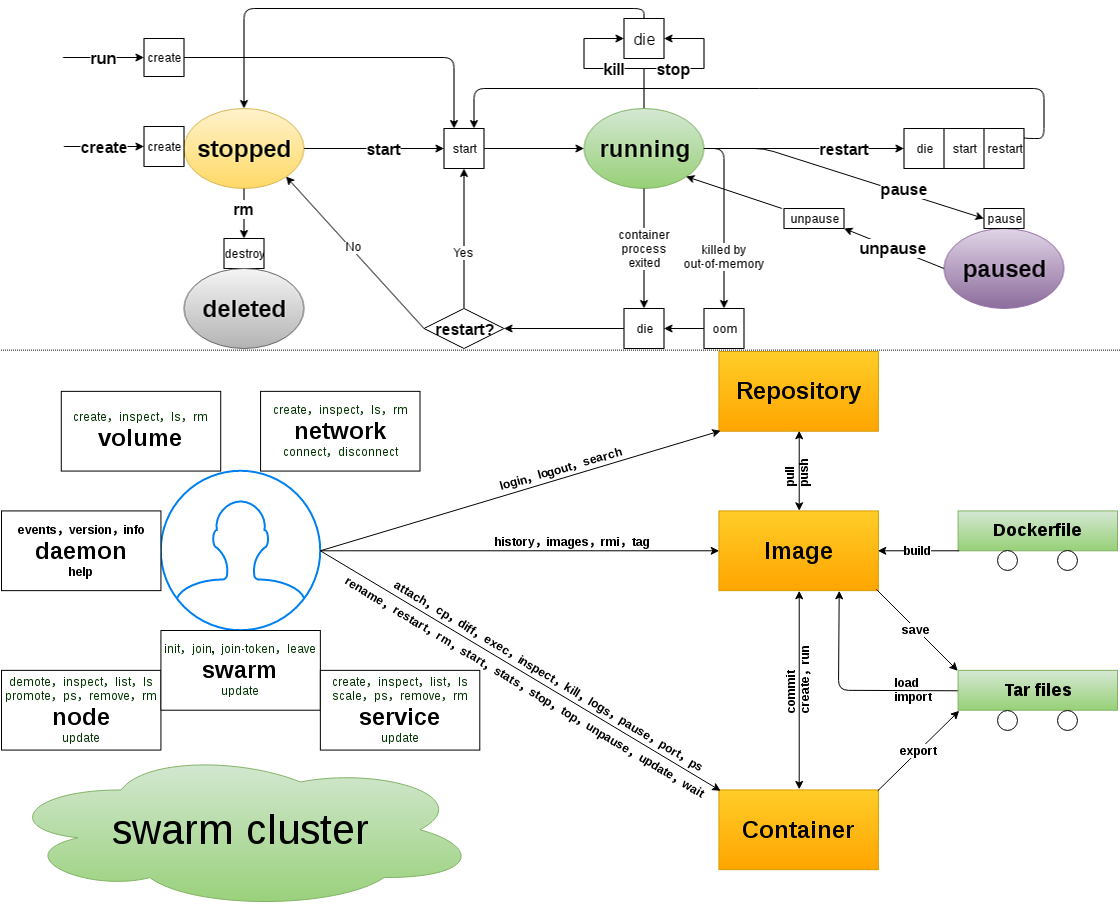 die
run
create
kill
stop
create
create
stopped
start
start
running
restart
die
start
restart
pause
rm
unpause
pause
destroy
No
Yes
container
process
exited
killed by
out-of-memory
unpause
paused
deleted
restart?
die
oom
Repository
create, inspect, ls, rm
volume
create, inspect, ls, rm
network
connect, disconnect
login, logout, search
pull
push
events, version, info
daemon
help
history, images, rmi, tag
Image
build
Dockerfile
attach, cp, diff, exec, inspect, kill, logs, pause, port, ps
rename, restart, rm, start, stats, stop, top, unpause, update, wait
save
init, join, join-token, leave
swarm
update
demote, inspect, list, ls
promote, ps, remove, rm
node
update
create, inspect, list, ls
scale, ps, remove, rm
service
update
commit
create, run
load
import
Tar files
export
swarm cluster
Container